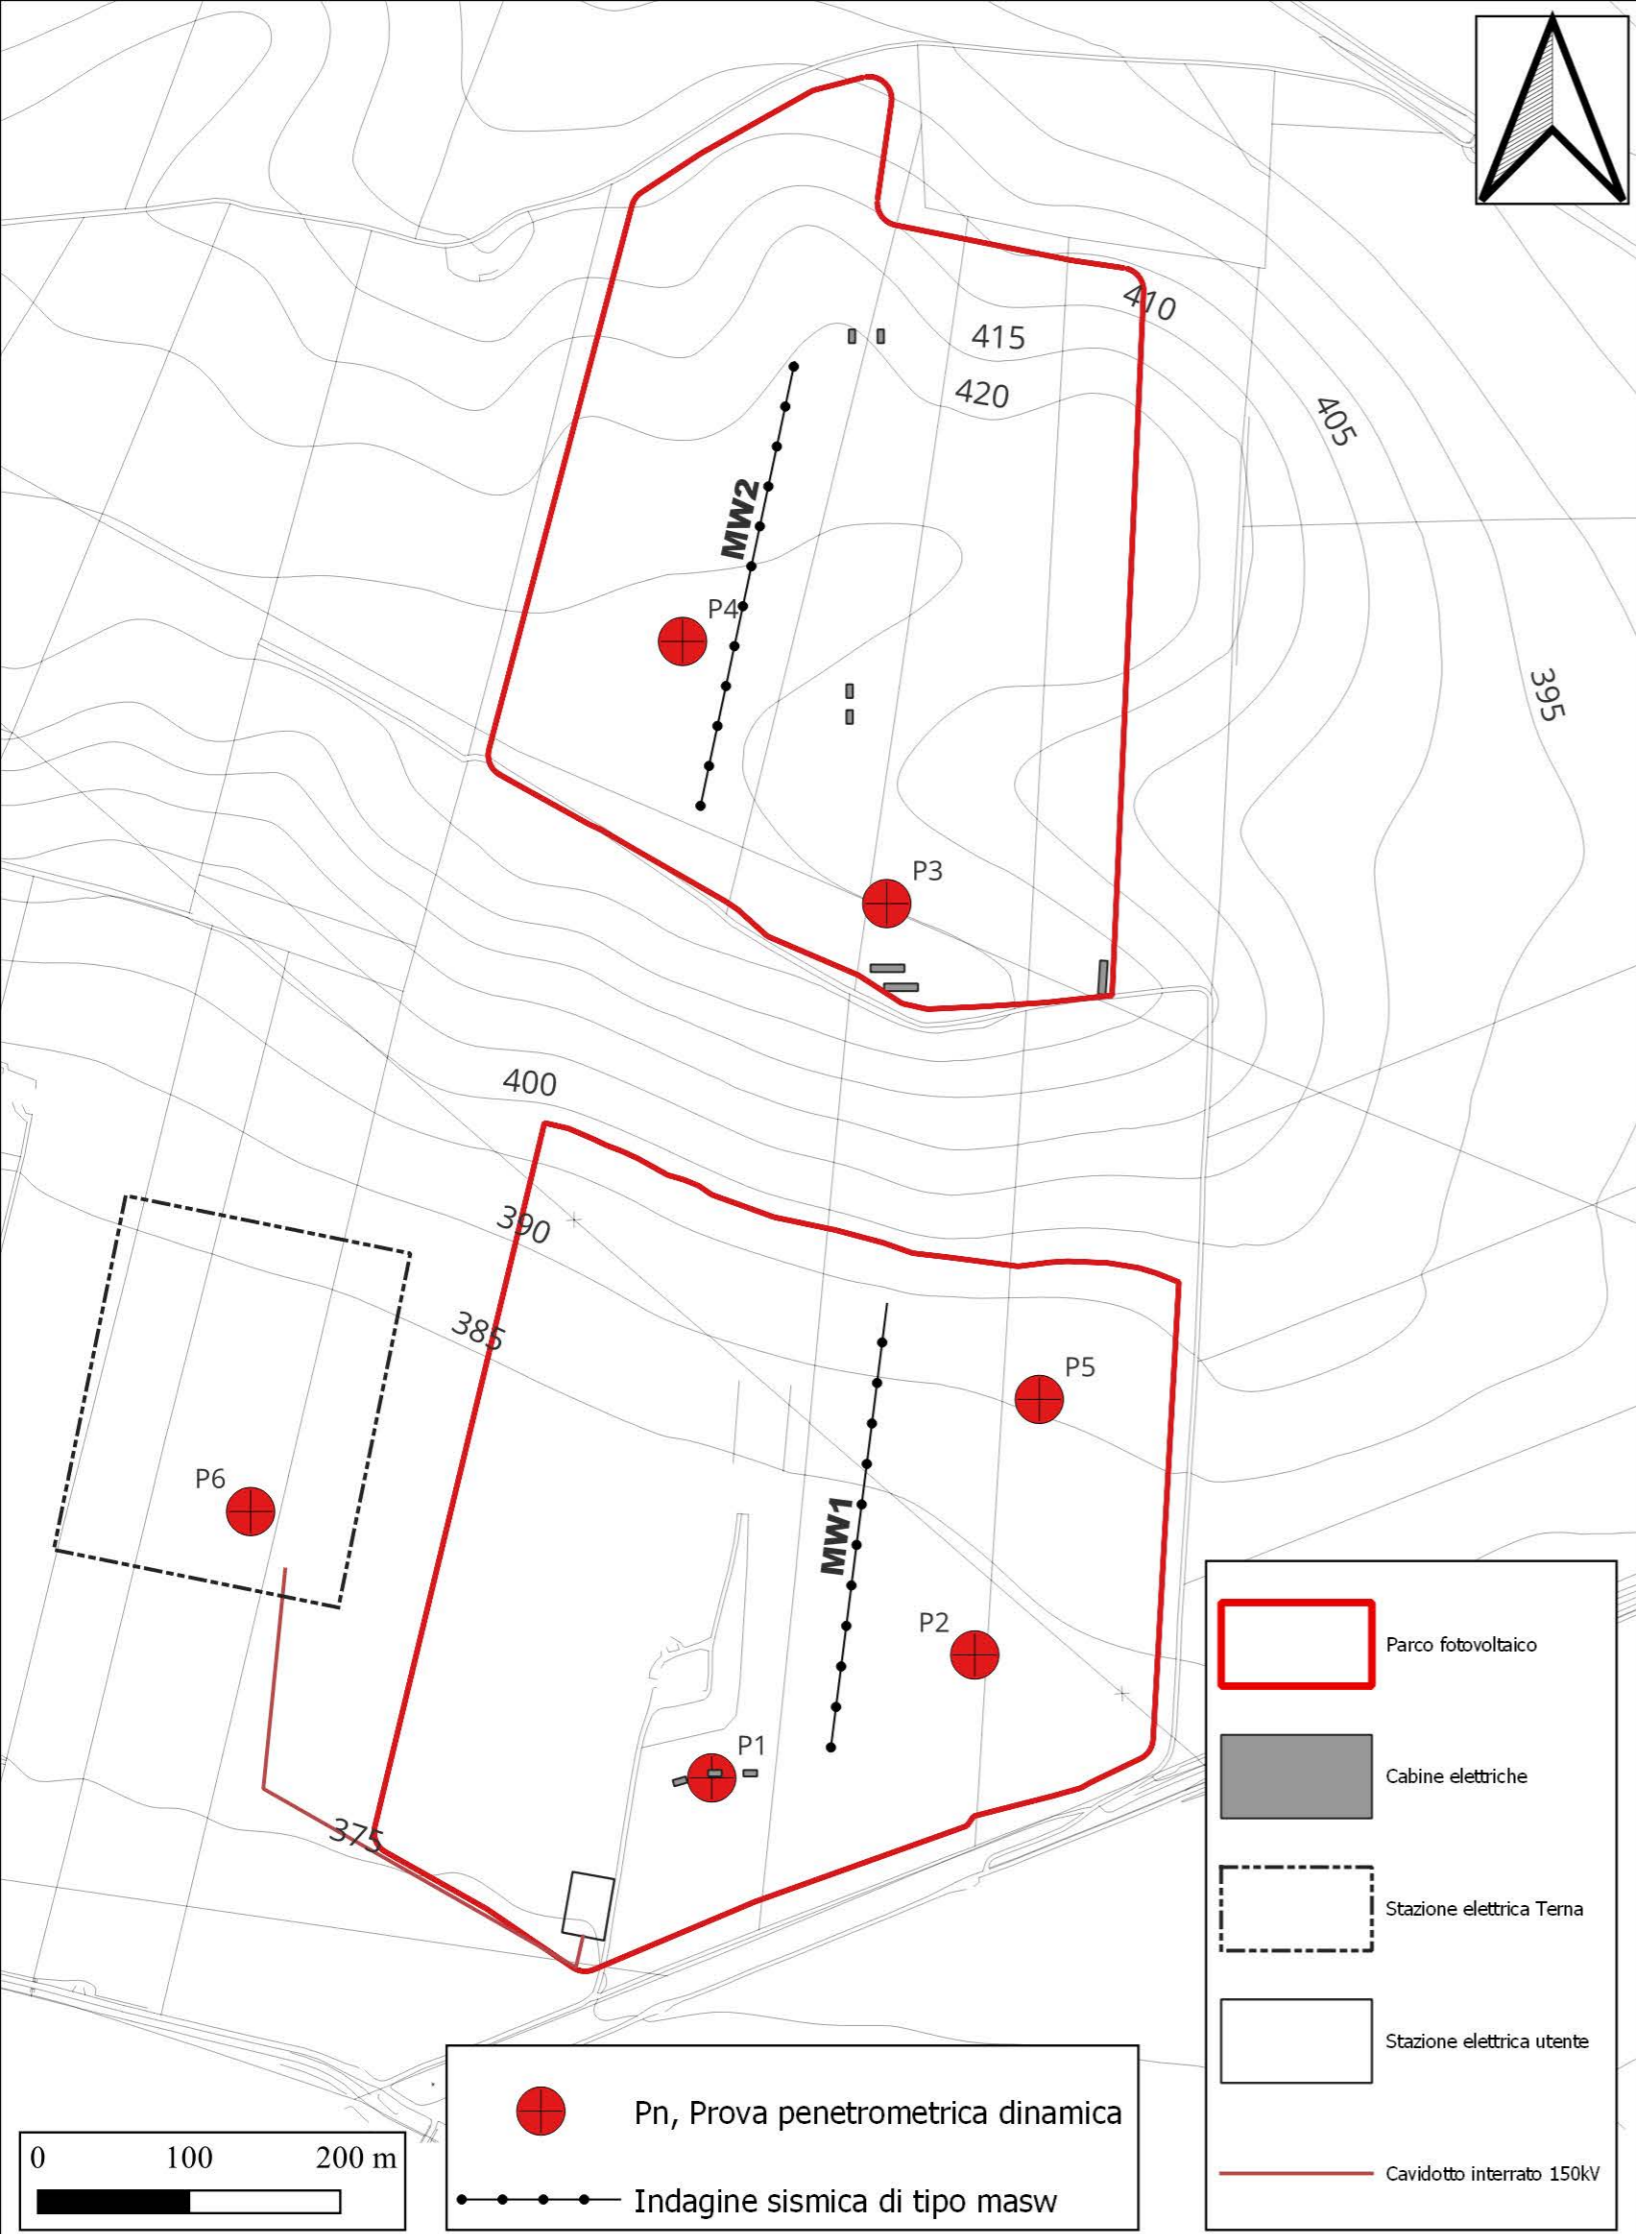 410
415
420
405
MW2
P4
395
P3
400
390
385
P5
P6
MW1
P2
P1
375
Parco fotovoltaico
Cabine elettriche
Stazione elettrica Terna
Stazione elettrica utente
Cavidotto interrato 150kV
Pn, Prova penetrometrica dinamica
Indagine sismica di tipo masw
0 100 200 m